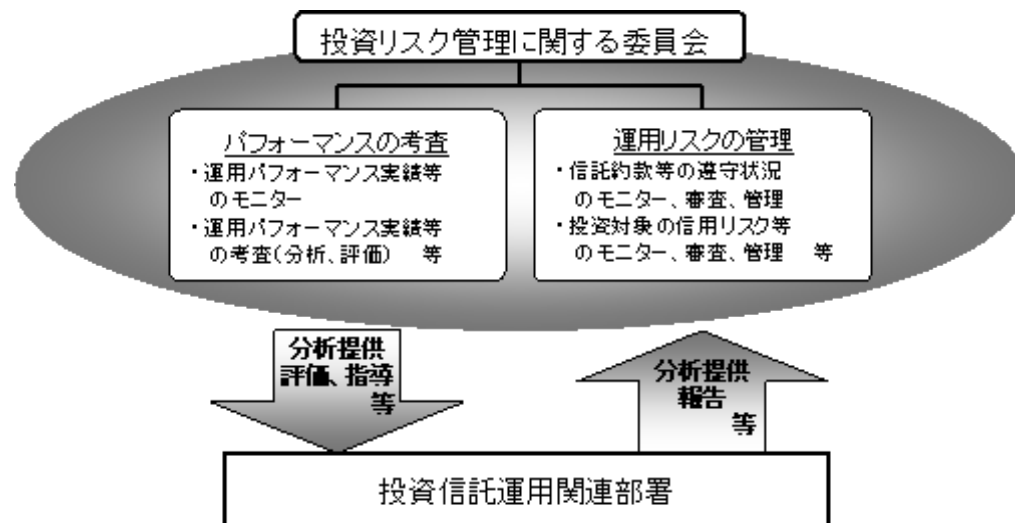 投資リスク管理に関する委員会
パフォーマンスの考査
・運用パフォーマンス実績等
のモニター
・運用パフォーマンス実績等
の考査(分析、評価) 等
運用リスクの管理
・信託約款等の遵守状況
のモニター、審査、管理
・投資対象の信用リスク等
のモニター、審査、管理 等
分析提供
評価、指導
等
分析提供
報告
等
投資信託運用関連部署